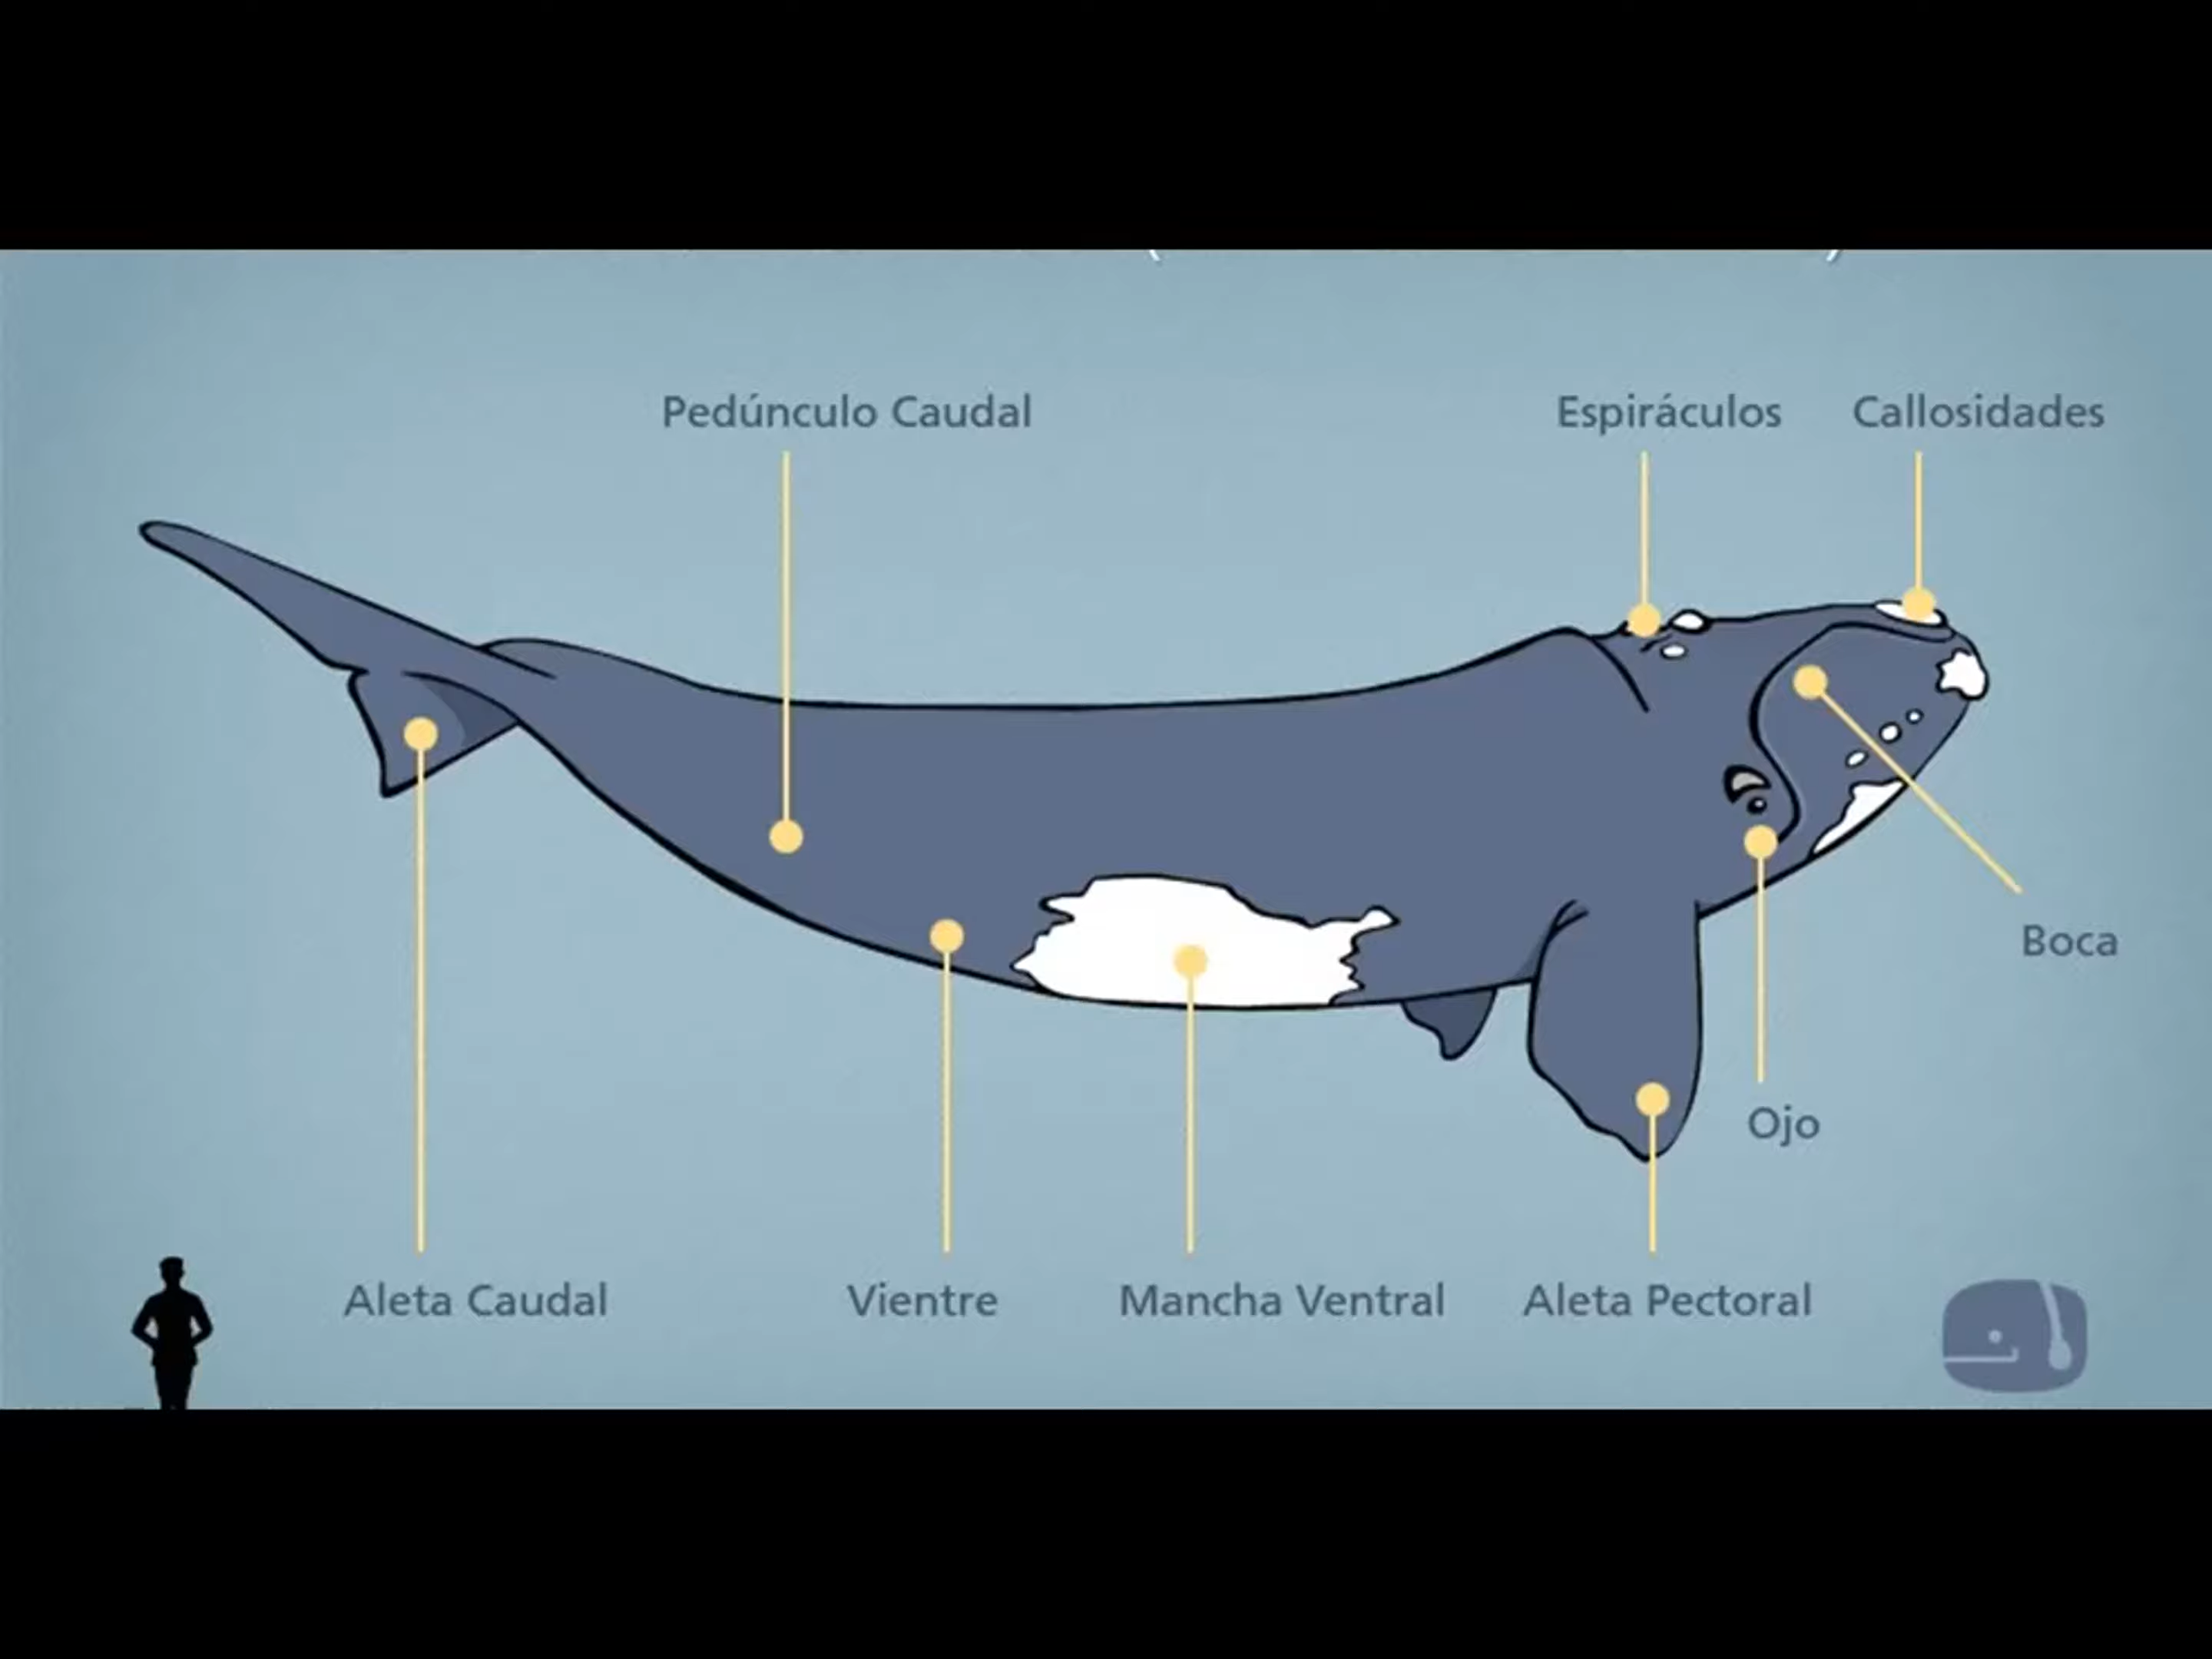 Pedúnculo Caudal
Espiráculos
Callosidades
Boca
Ojo
Aleta Caudal
Vientre
Mancha Ventral
Aleta Pectoral